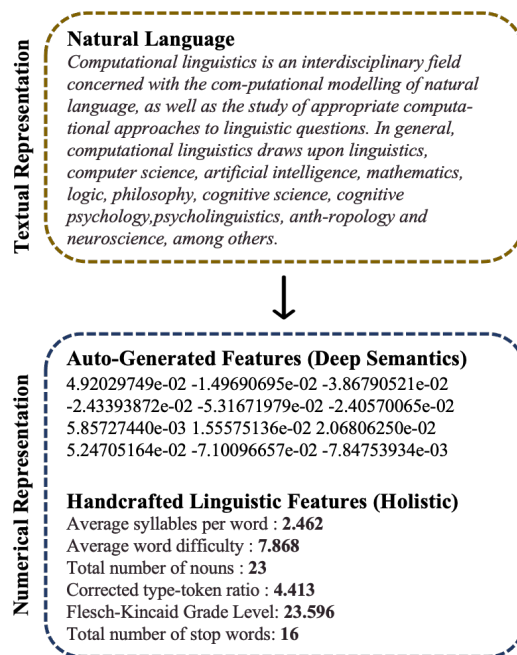 Textual Representation
Natural Language
Computational linguistics is an interdisciplinary field
concerned with the com-putational modelling of natural
language, as well as the study of appropriate computa-
tional approaches to linguistic questions. In general,
computational linguistics draws upon linguistics,
computer science, artificial intelligence, mathematics,
logic, philosophy, cognitive science, cognitive
psychology,psycholinguistics, anth-ropology and
neuroscience, among others.
Numerical Representation
Auto-Generated Features (Deep Semantics)
4.92029749e-02 -1.49690695e-02 -3.86790521e-02
-2.43393872e-02 -5.31671979e-02 -2.40570065e-02
5.85727440e-03 1.55575136e-02 2.06806250e-02
5.24705164e-02 -7.10096657e-02 -7.84753934e-03
Handcrafted Linguistic Features (Holistic)
Average syllables per word : 2.462
Average word difficulty : 7.868
Total number of nouns : 23
Corrected type-token ratio : 4.413
Flesch-Kincaid Grade Level: 23.596
Total number of stop words: 16